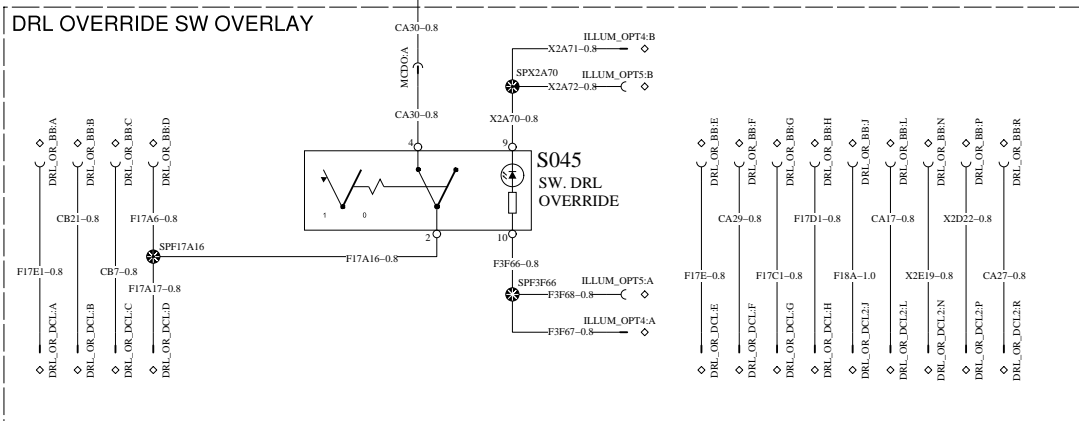 DRL OVERRIDE SW OVERLAY
CA30-0.8
MCDO:A
CA30-0.8
ILLUM_OPT4:B
X2A71-0.8
SPX2A70
ILLUM_OPT5:B
X2A72-0.8
X2A70-0.8
4
9
S045
SW. DRL
OVERRIDE
1
0
2
10
DRL_OR_BB:A
DRL_OR_BB:B
DRL_OR_BB:C
DRL_OR_BB:D
CB21-0.8
F17A6-0.8
SPF17A16
F17A16-0.8
F17E1-0.8
CB7-0.8
F17A17-0.8
DRL_OR_DCL:A
DRL_OR_DCL:B
DRL_OR_DCL:C
DRL_OR_DCL:D
F3F66-0.8
SPF3F66
ILLUM_OPT5:A
F3F68-0.8
ILLUM_OPT4:A
F3F67-0.8
DRL_OR_BB:E
DRL_OR_BB:F
DRL_OR_BB:G
DRL_OR_BB:H
DRL_OR_BB:J
DRL_OR_BB:L
DRL_OR_BB:N
DRL_OR_BB:P
DRL_OR_BB:R
CA29-0.8
F17D1-0.8
CA17-0.8
X2D22-0.8
F17E-0.8
F17C1-0.8
F18A-1.0
X2E19-0.8
CA27-0.8
DRL_OR_DCL:E
DRL_OR_DCL:F
DRL_OR_DCL:G
DRL_OR_DCL:H
DRL_OR_DCL2:J
DRL_OR_DCL2:L
DRL_OR_DCL2:N
DRL_OR_DCL2:P
DRL_OR_DCL2:R